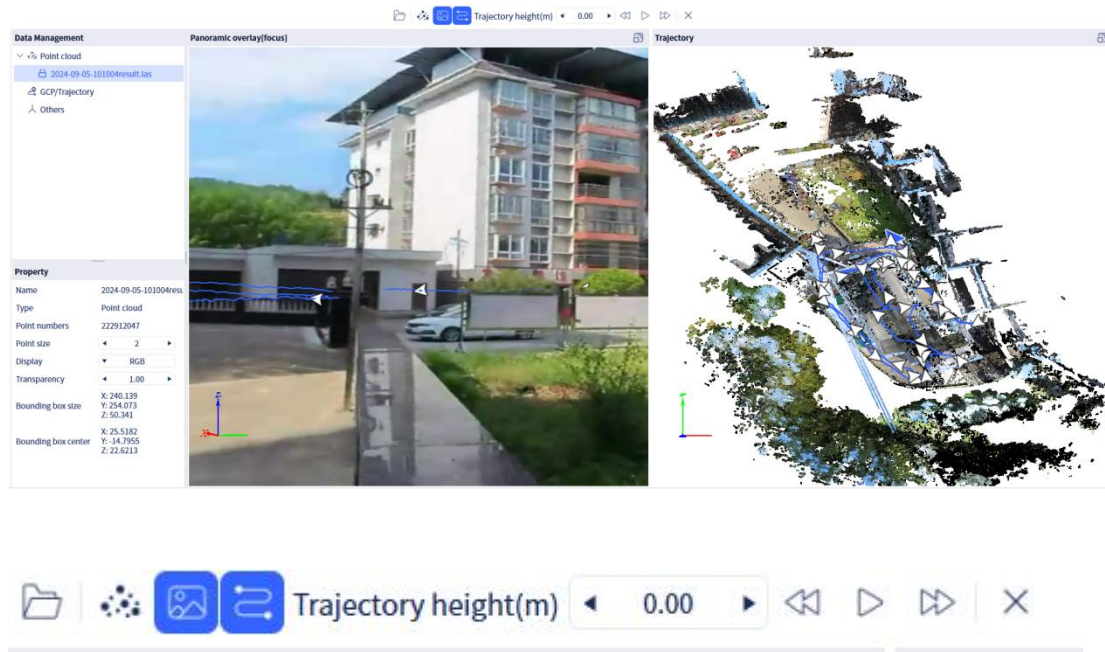 Trajectory height(m) 0.00
Data Management
Point cloud
2024-09-05-101004result.las
GCP/Trajectory
Others
Property
Name 2024-09-05-101004resu
Type Point cloud
Point numbers 222912047
Point size 2
Display RGB
Transparency 1.00
Bounding box size X: 240.139
Y: 254.073
Z: 50.341
Bounding box center X: 25.5182
Y: -14.7955
Z: 22.6213
Panoramic overlay(focus)
Trajectory
Trajectory height(m) 0.00